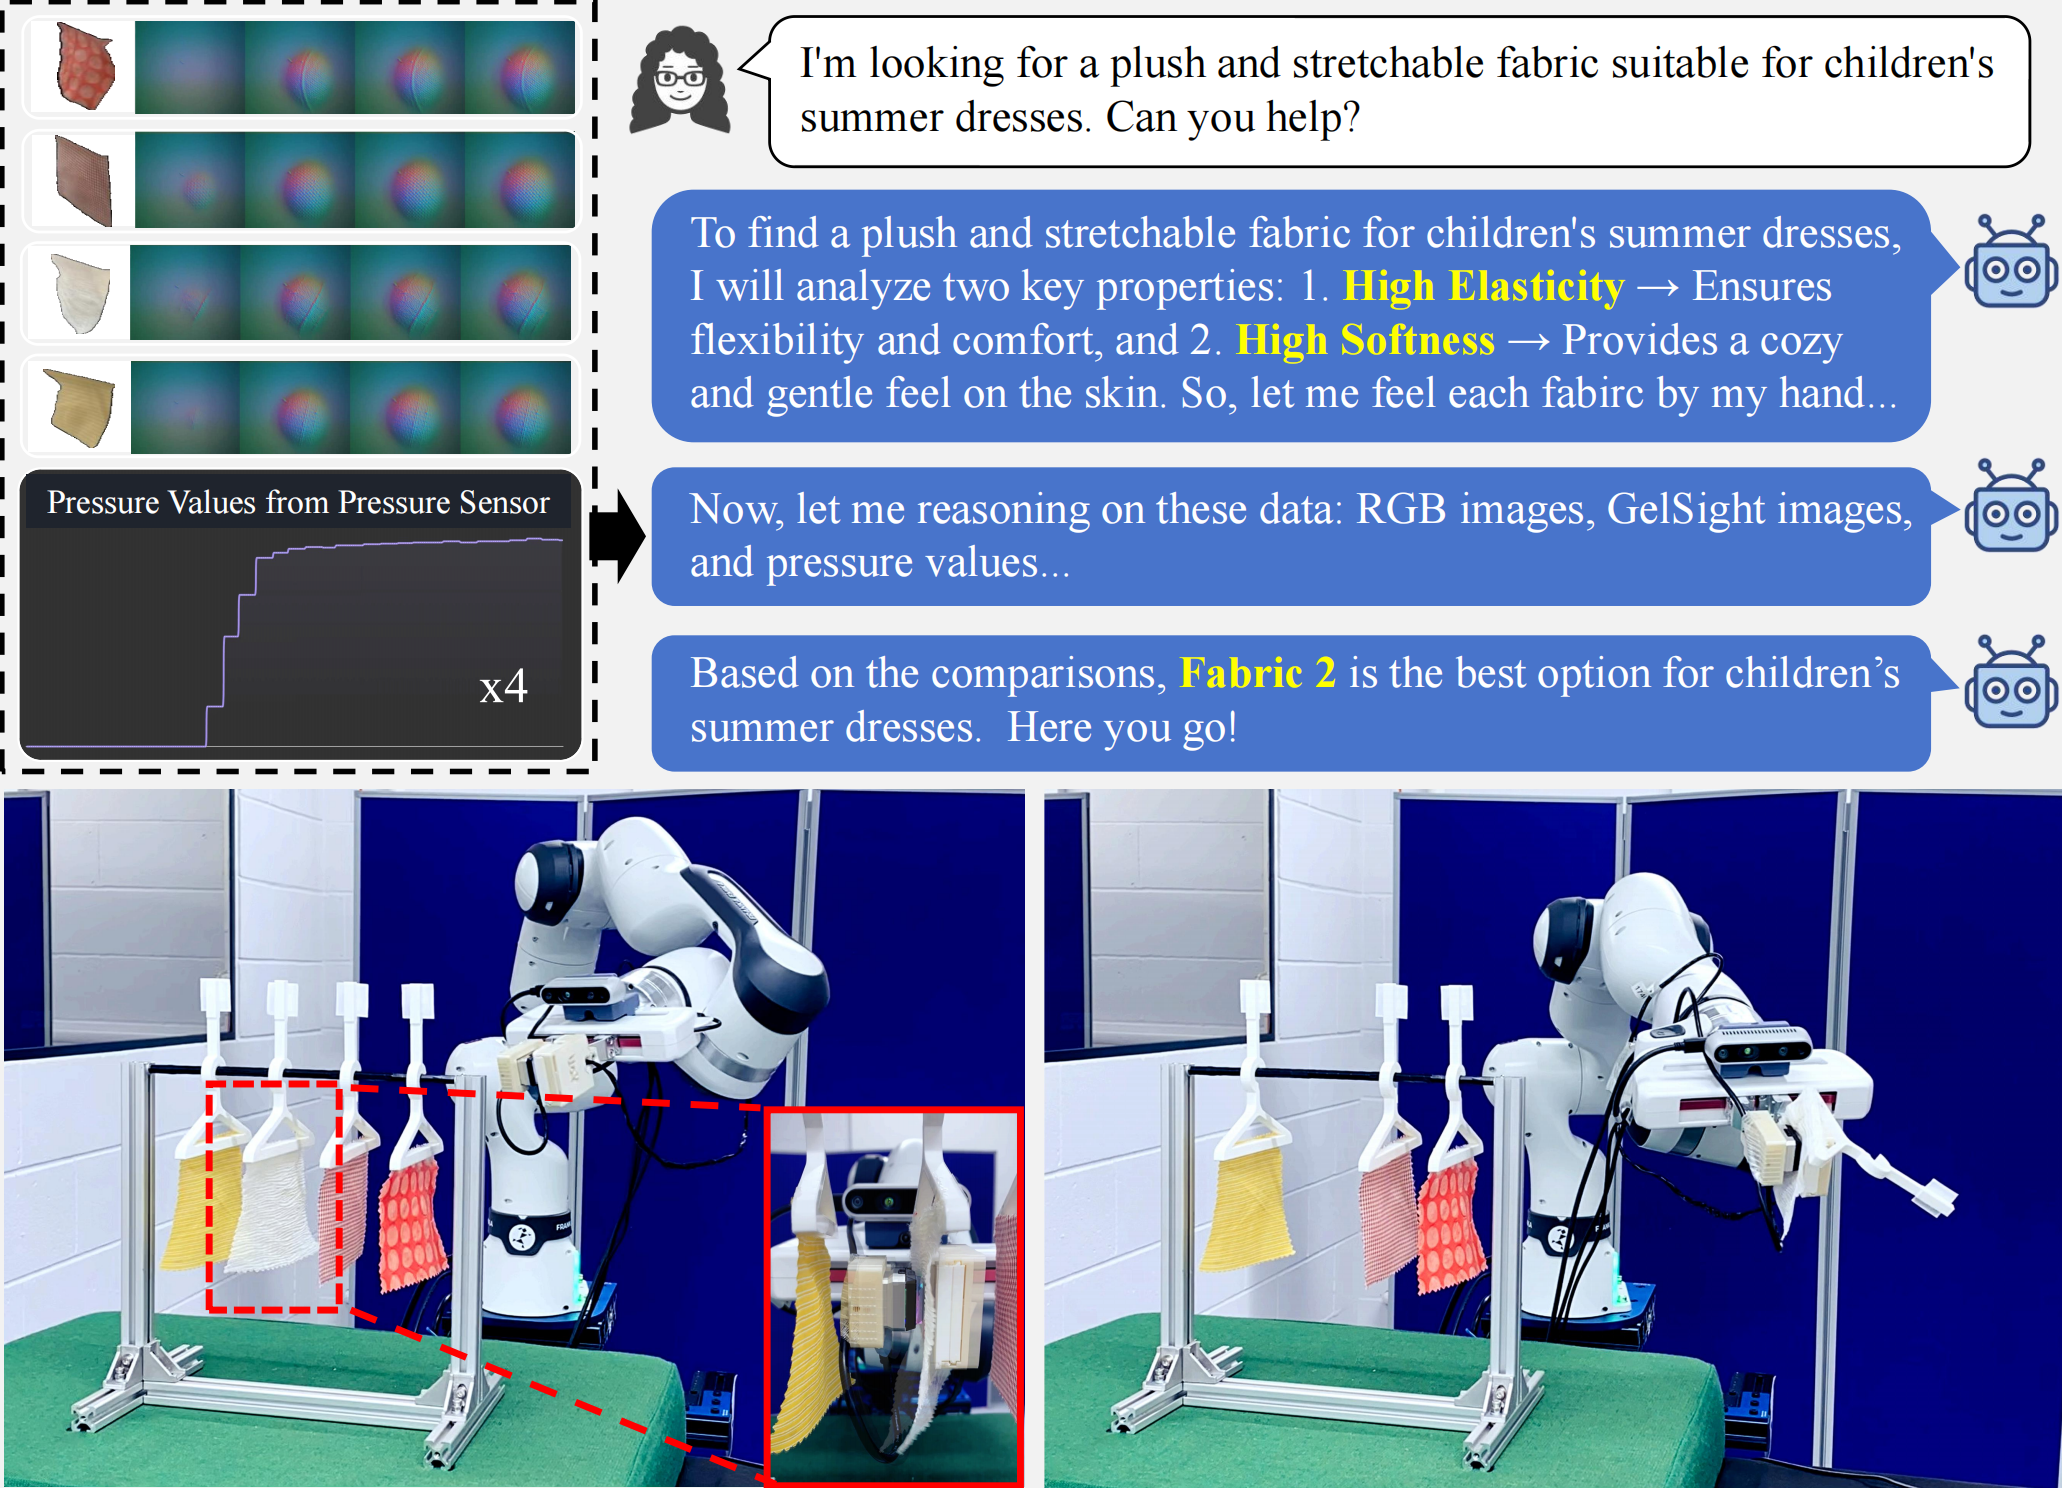 I'm looking for a plush and stretchable fabric suitable for children's
summer dresses. Can you help?
To find a plush and stretchable fabric for children's summer dresses,
I will analyze two key properties: 1. High Elasticity → Ensures
flexibility and comfort, and 2. High Softness → Provides a cozy
and gentle feel on the skin. So, let me feel each fabirc by my hand...
Pressure Values from Pressure Sensor
x4
Now, let me reasoning on these data: RGB images, GelSight images,
and pressure values...
Based on the comparisons, Fabric 2 is the best option for children’s
summer dresses. Here you go!